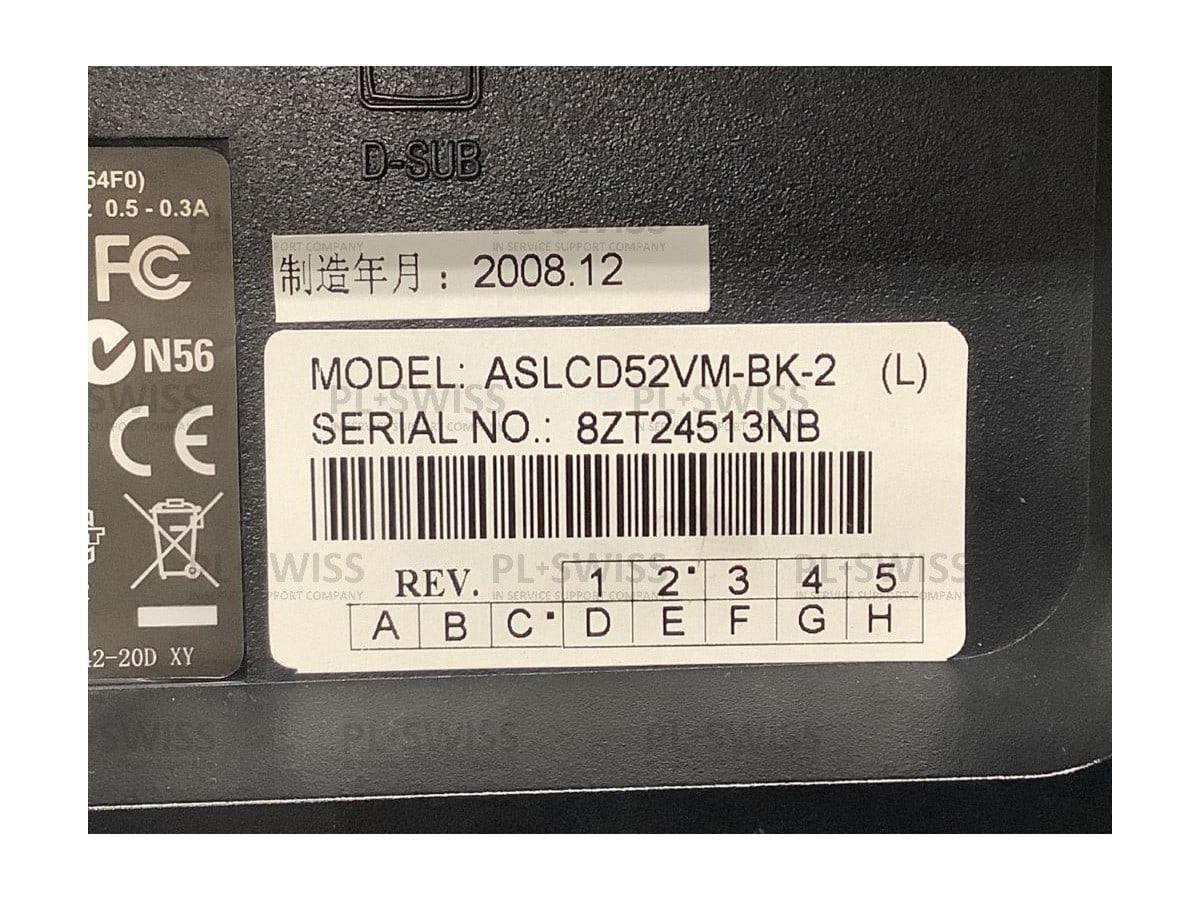 D-SUB
54F0)
z 0.5 - 0.3A
FC
N56
CE
42-20D XY
制造年月：2008.12
MODEL: ASLCD52VM-BK-2 (L)
SERIAL NO.: 8ZT24513NB
REV. 1 2 3 4 5
A B C D E F G H
PL+SWISS
IN SERVICE SUPPORT COMPANY